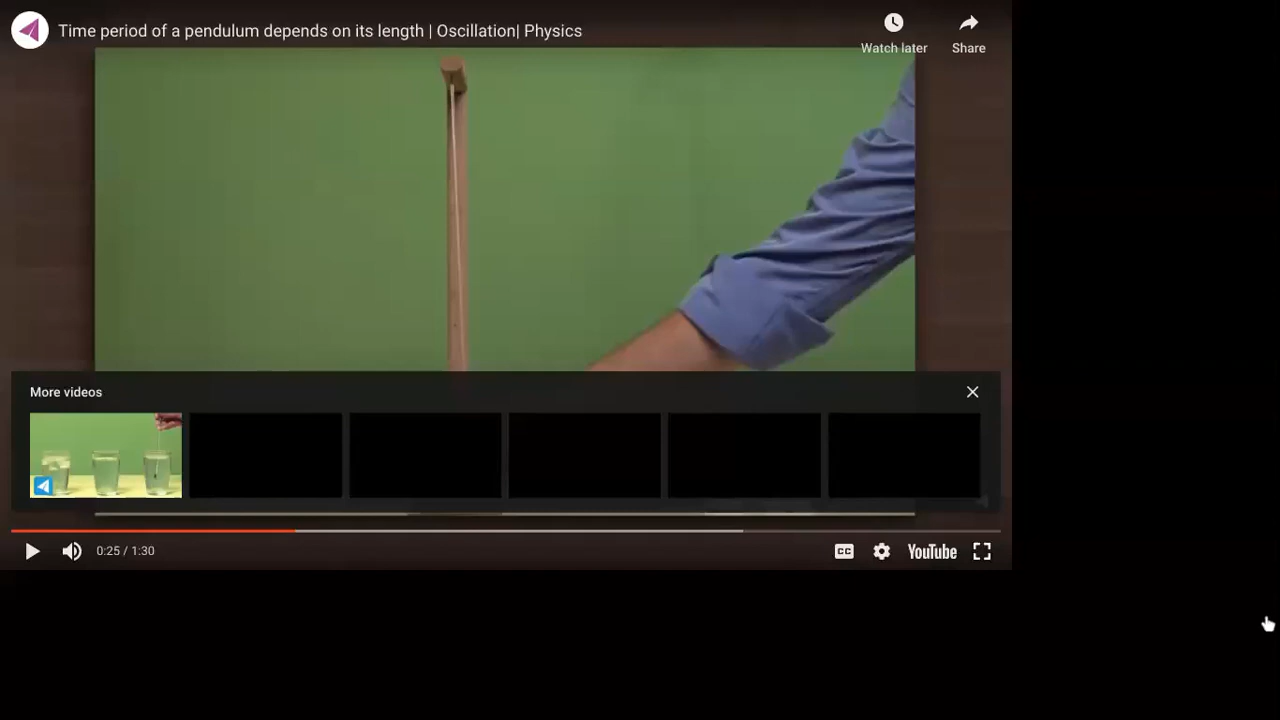 Time period of a pendulum depends on its length | Oscillation| Physics
Watch later
Share
More videos
0:25 / 1:30
CC
YouTube